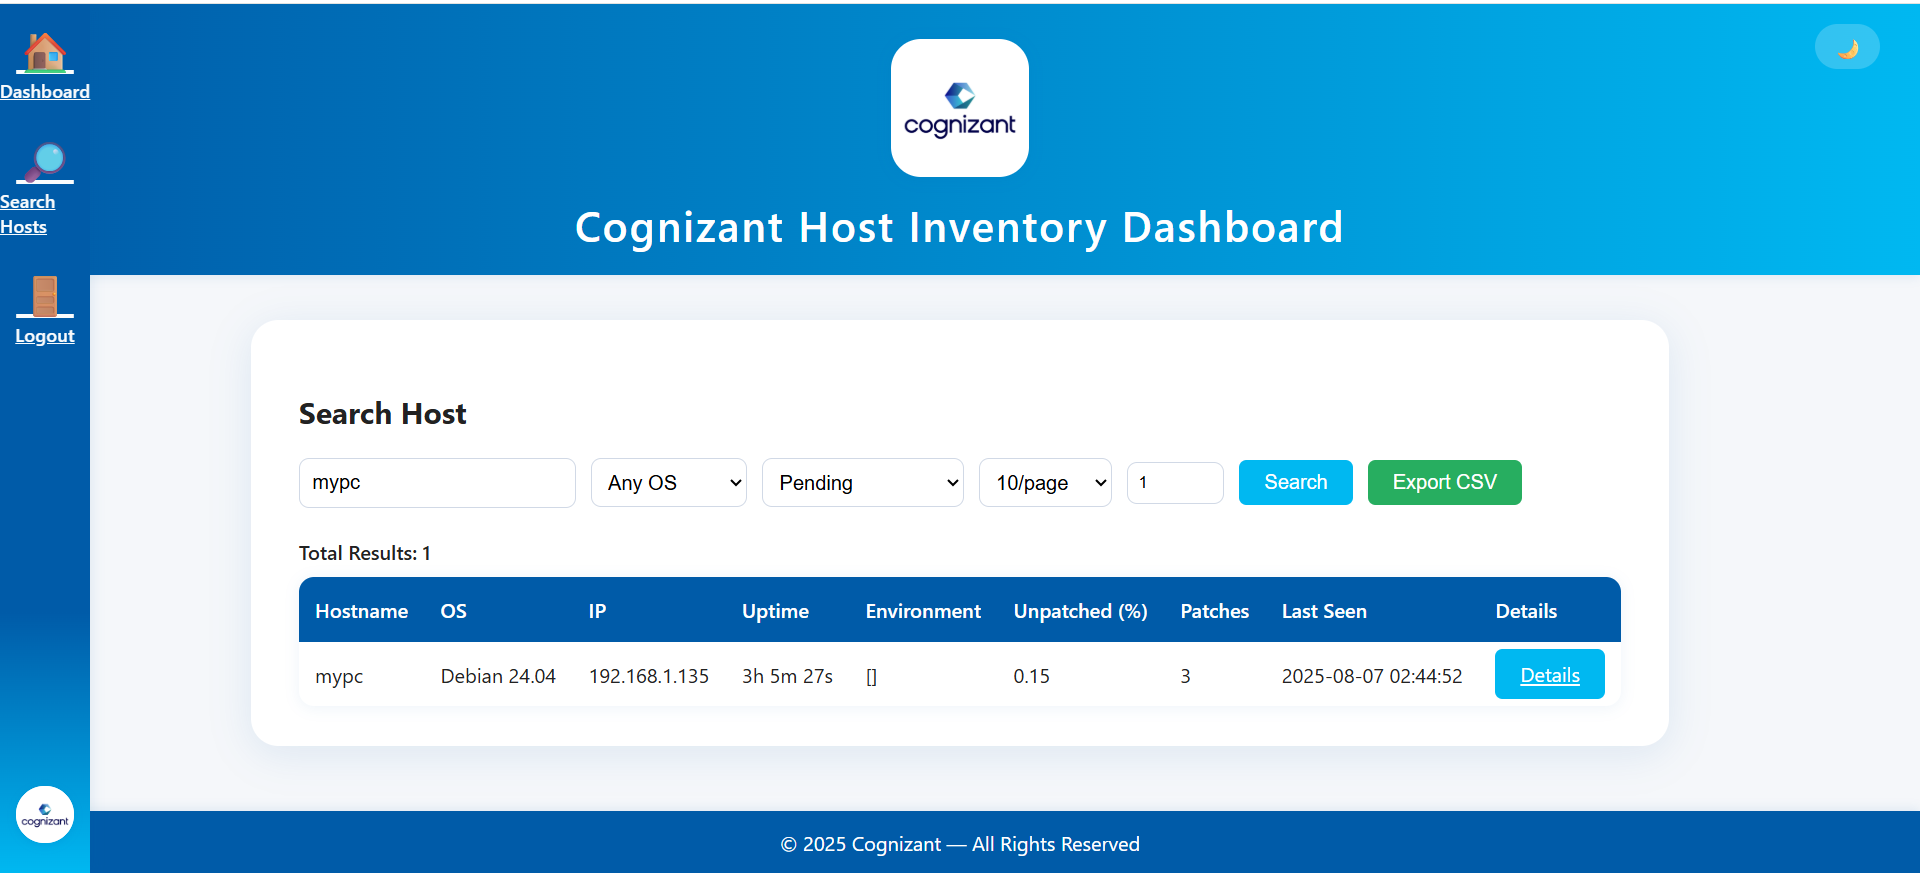 Dashboard
Search
Hosts
Logout
cognizant
cognizant
Cognizant Host Inventory Dashboard
Search Host
mypc Any OS Pending 10/page 1 Search Export CSV
Total Results: 1
Hostname OS IP Uptime Environment Unpatched (%) Patches Last Seen Details
mypc Debian 24.04 192.168.1.135 3h 5m 27s [] 0.15 3 2025-08-07 02:44:52 Details
© 2025 Cognizant — All Rights Reserved